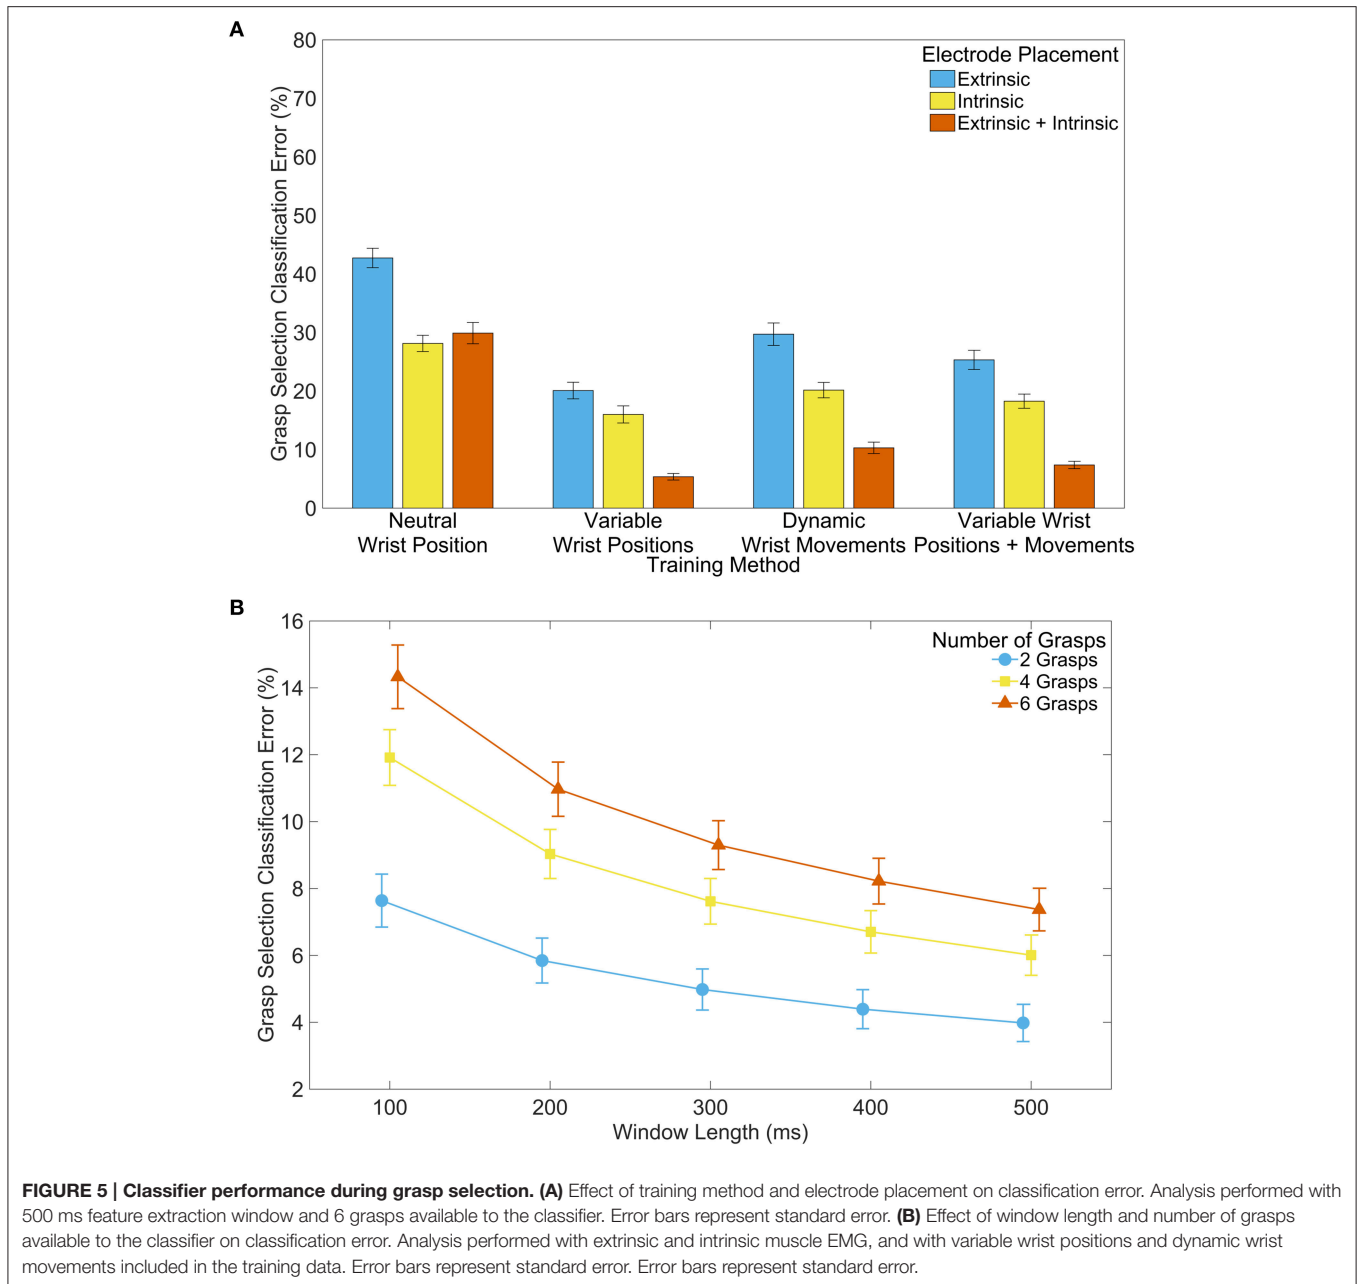 A
80
70
60
50
40
30
20
10
0
Grasp Selection Classification Error (%)
Electrode Placement
Extrinsic
Intrinsic
Extrinsic + Intrinsic
Neutral
Wrist Position
Variable
Wrist Positions
Dynamic
Wrist Movements
Variable Wrist
Positions + Movements
Training Method
B
16
14
12
10
8
6
4
2
Grasp Selection Classification Error (%)
Number of Grasps
2 Grasps
4 Grasps
6 Grasps
100 200 300 400 500
Window Length (ms)
FIGURE 5 | Classifier performance during grasp selection. (A) Effect of training method and electrode placement on classification error. Analysis performed with
500 ms feature extraction window and 6 grasps available to the classifier. Error bars represent standard error. (B) Effect of window length and number of grasps
available to the classifier on classification error. Analysis performed with extrinsic and intrinsic muscle EMG, and with variable wrist positions and dynamic wrist
movements included in the training data. Error bars represent standard error. Error bars represent standard error.